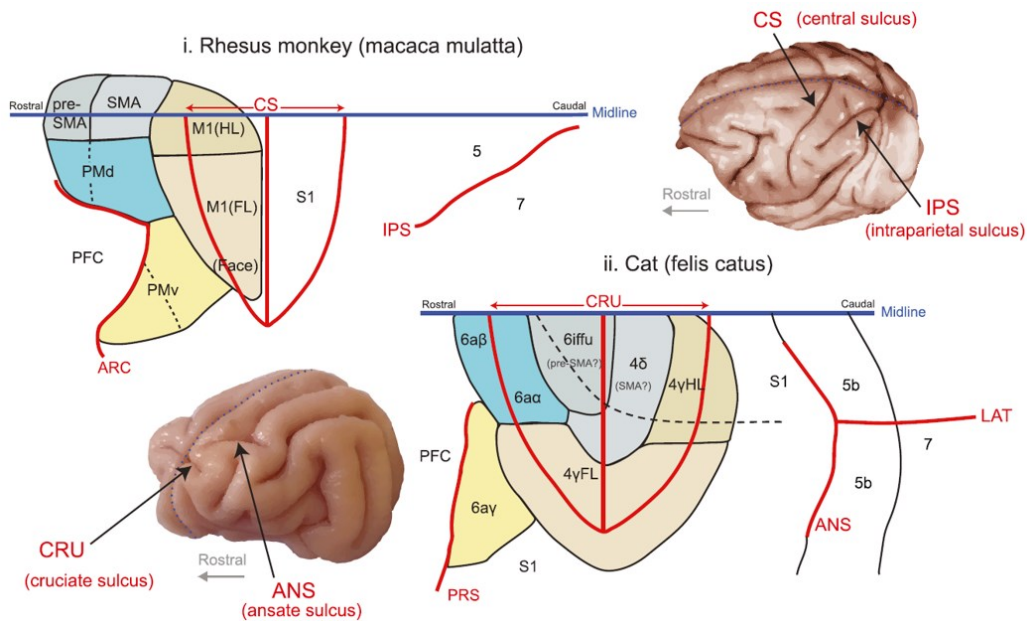 i. Rhesus monkey (macaca mulatta)
CS
(central sulcus)
Rostral
pre-
SMA
SMA
CS
Caudal
Midline
M1(HL)
PMd
5
S1
7
M1(FL)
IPS
Rostral
IPS
(intraparietal sulcus)
PFC
(Face)
PMv
ARC
ii. Cat (felis catus)
Rostral
CRU
Caudal
Midline
6aβ
6iffu
(pre-SMA?)
4δ
(SMA?)
4γHL
S1
5b
6aα
LAT
7
PFC
4γFL
5b
6aγ
ANS
S1
PRS
CRU
(cruciate sulcus)
Rostral
ANS
(ansate sulcus)